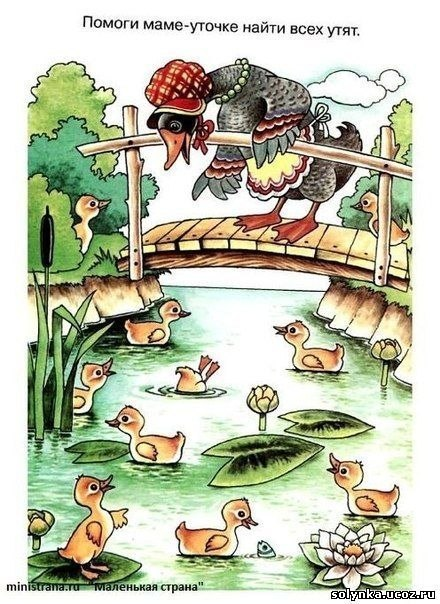 Помоги маме-уточке найти всех утят.
ministrana.ru "Маленькая страна"
solynka.ucoz.ru